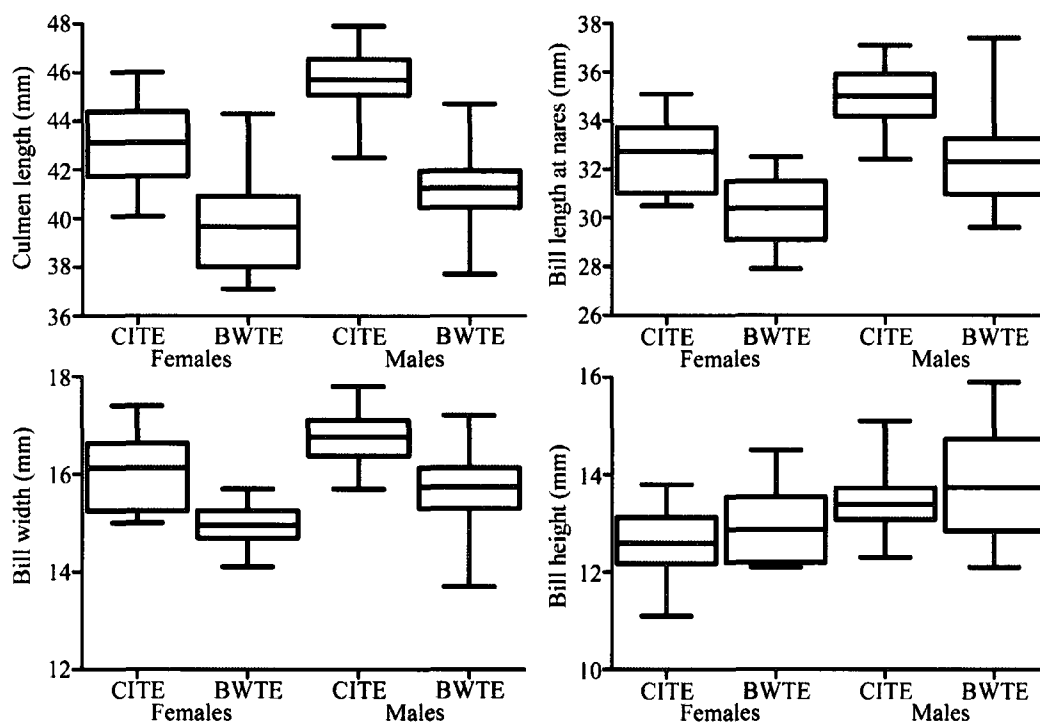 Culmen length (mm)
48
46
44
42
40
38
36
CITE BWTE CITE BWTE
Females Males
Bill length at nares (mm)
38
36
34
32
30
28
26
CITE BWTE CITE BWTE
Females Males
Bill width (mm)
18
16
14
12
CITE BWTE CITE BWTE
Females Males
Bill height (mm)
16
14
12
10
CITE BWTE CITE BWTE
Females Males